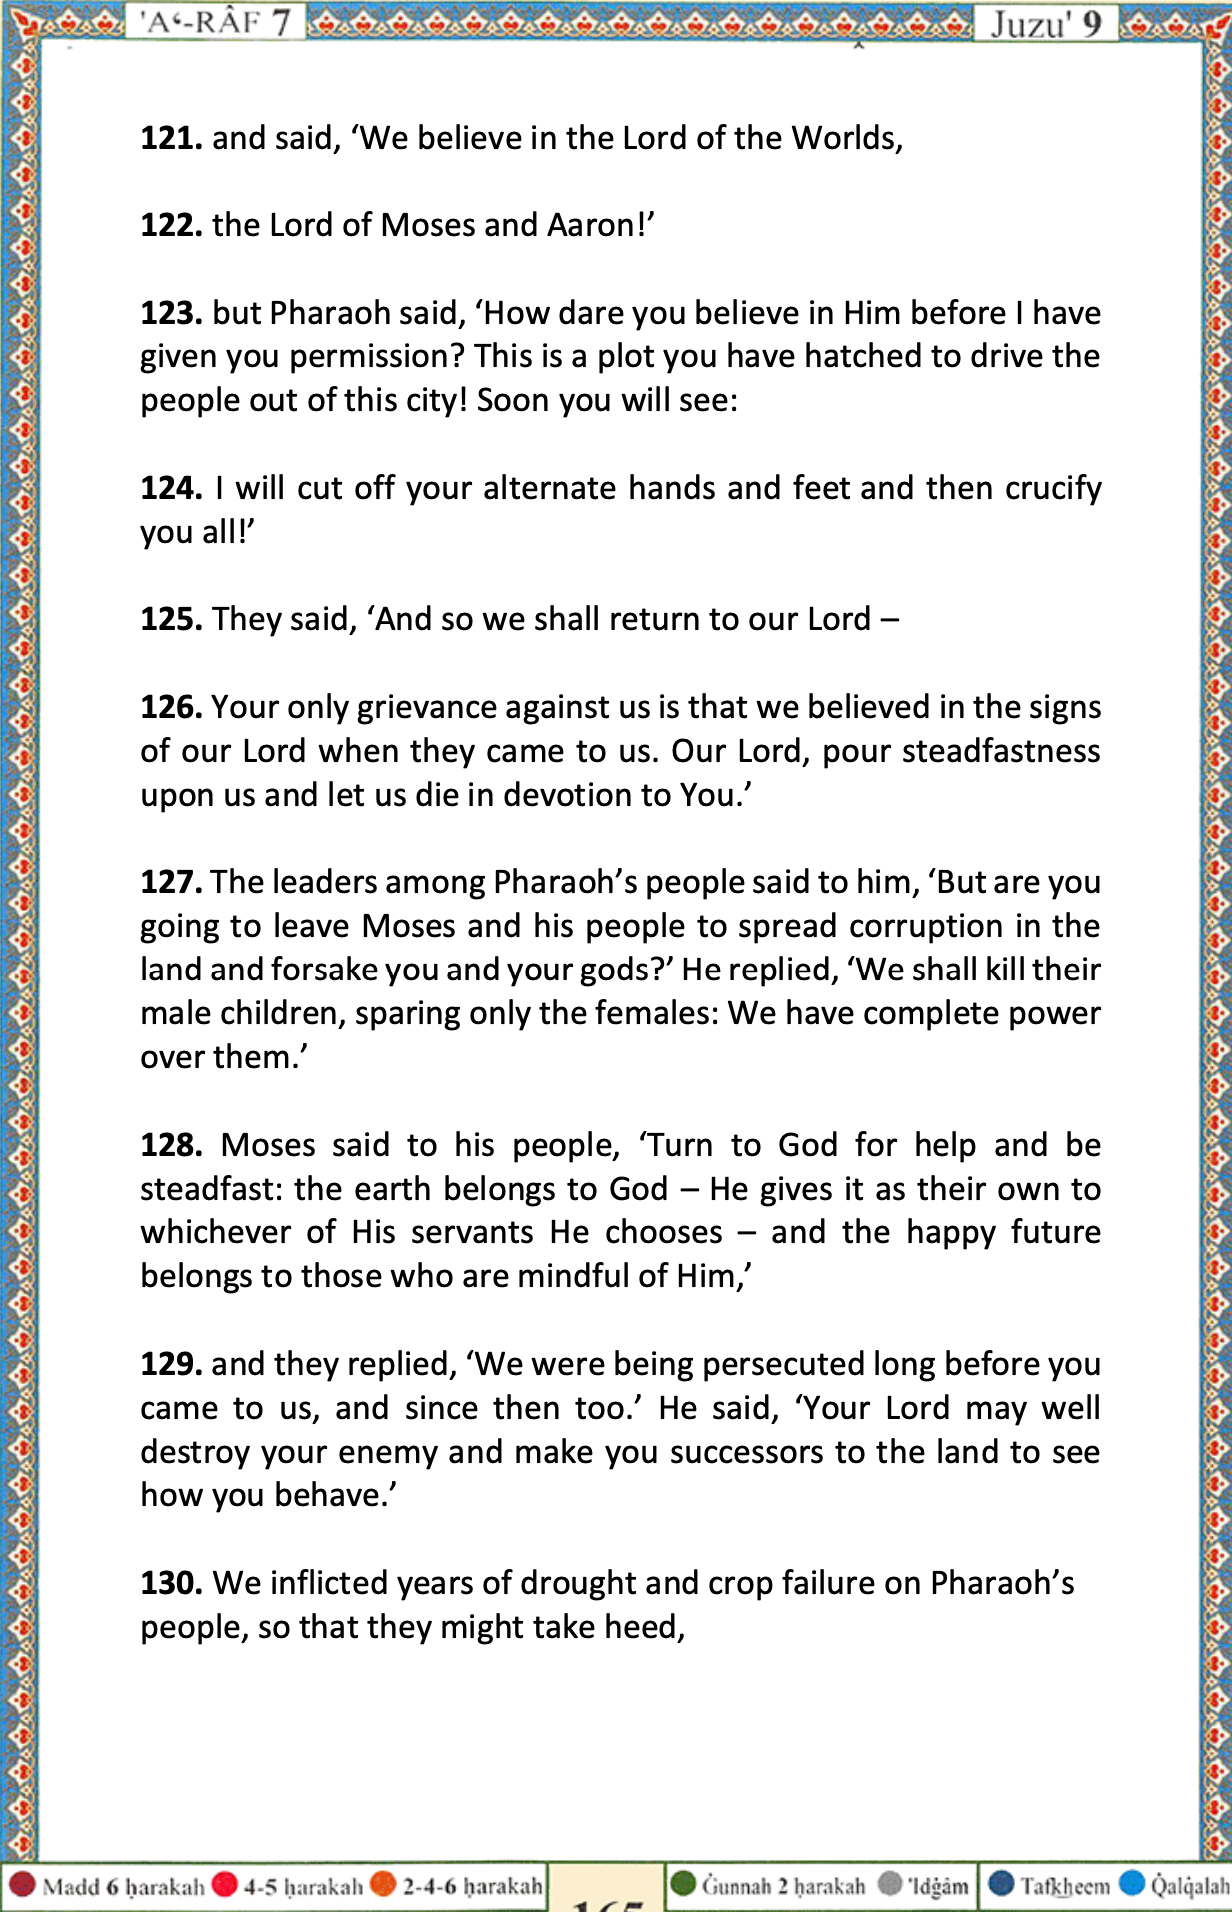 'Aʻ-RÂF 7
Juzu' 9
121. and said, ‘We believe in the Lord of the Worlds,
122. the Lord of Moses and Aaron!’
123. but Pharaoh said, ‘How dare you believe in Him before I have
given you permission? This is a plot you have hatched to drive the
people out of this city! Soon you will see:
124. I will cut off your alternate hands and feet and then crucify
you all!’
125. They said, ‘And so we shall return to our Lord –
126. Your only grievance against us is that we believed in the signs
of our Lord when they came to us. Our Lord, pour steadfastness
upon us and let us die in devotion to You.’
127. The leaders among Pharaoh’s people said to him, ‘But are you
going to leave Moses and his people to spread corruption in the
land and forsake you and your gods?’ He replied, ‘We shall kill their
male children, sparing only the females: We have complete power
over them.’
128. Moses said to his people, ‘Turn to God for help and be
steadfast: the earth belongs to God – He gives it as their own to
whichever of His servants He chooses – and the happy future
belongs to those who are mindful of Him,’
129. and they replied, ‘We were being persecuted long before you
came to us, and since then too.’ He said, ‘Your Lord may well
destroy your enemy and make you successors to the land to see
how you behave.’
130. We inflicted years of drought and crop failure on Pharaoh’s
people, so that they might take heed,
Madd 6 ḥarakah 4-5 ḥarakah 2-4-6 ḥarakah
165
Ġunnah 2 ḥarakah 'Idġâm Tafkheem Q̇alq̇alah